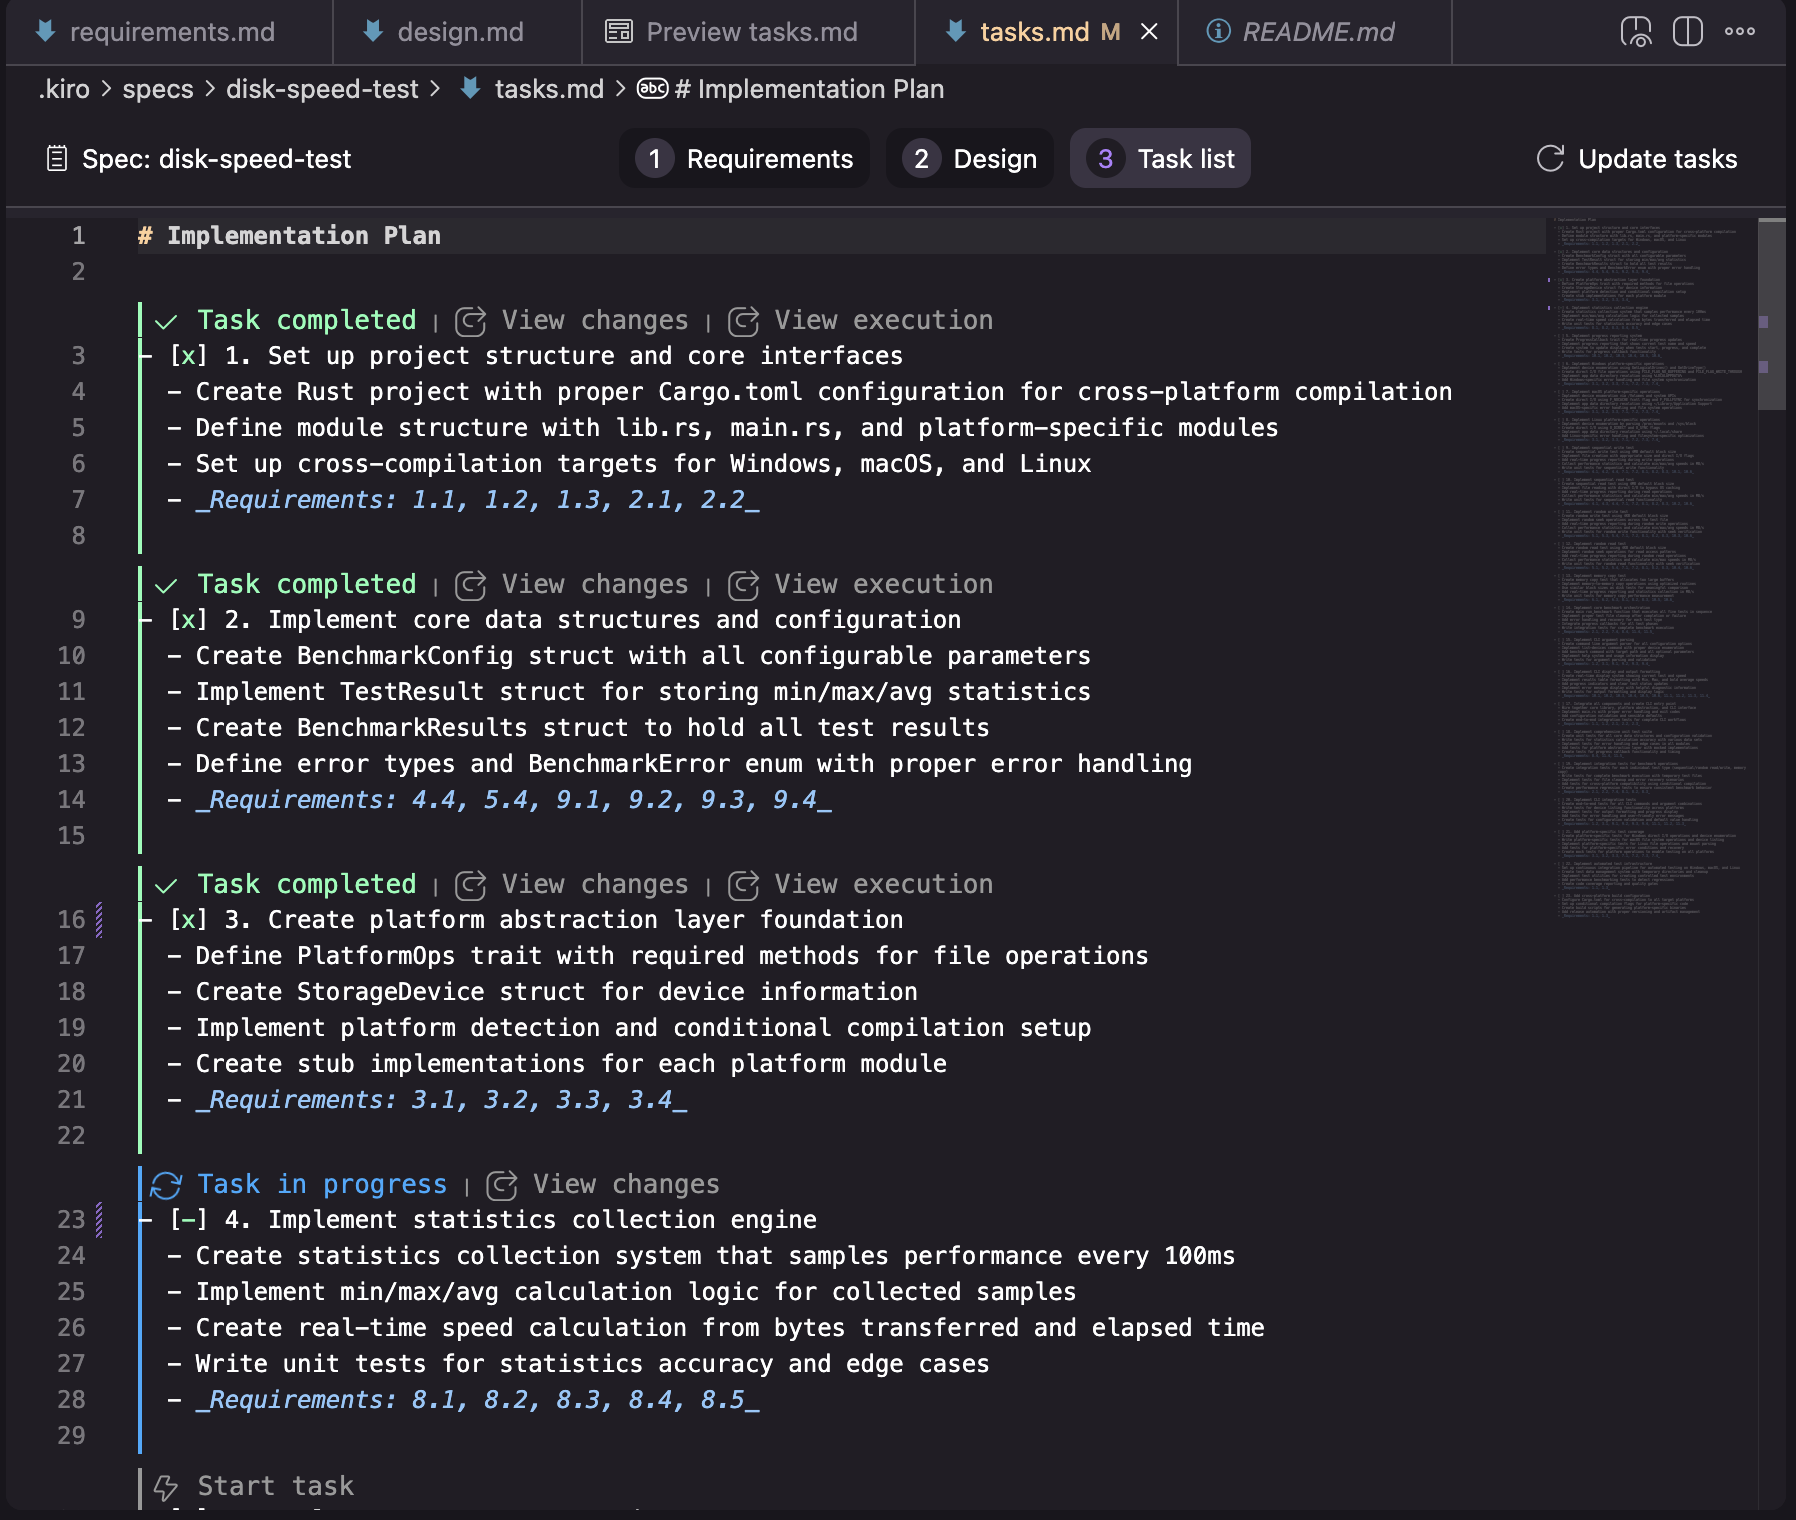 requirements.md
design.md
Preview tasks.md
tasks.md M
README.md
.kiro > specs > disk-speed-test > tasks.md > abc # Implementation Plan
Spec: disk-speed-test
1 Requirements
2 Design
3 Task list
Update tasks
1 # Implementation Plan
2
✓ Task completed | View changes | View execution
3 - [x] 1. Set up project structure and core interfaces
4 - Create Rust project with proper Cargo.toml configuration for cross-platform compilation
5 - Define module structure with lib.rs, main.rs, and platform-specific modules
6 - Set up cross-compilation targets for Windows, macOS, and Linux
7 - _Requirements: 1.1, 1.2, 1.3, 2.1, 2.2_
8
✓ Task completed | View changes | View execution
9 - [x] 2. Implement core data structures and configuration
10 - Create BenchmarkConfig struct with all configurable parameters
11 - Implement TestResult struct for storing min/max/avg statistics
12 - Create BenchmarkResults struct to hold all test results
13 - Define error types and BenchmarkError enum with proper error handling
14 - _Requirements: 4.4, 5.4, 9.1, 9.2, 9.3, 9.4_
15
✓ Task completed | View changes | View execution
16 - [x] 3. Create platform abstraction layer foundation
17 - Define PlatformOps trait with required methods for file operations
18 - Create StorageDevice struct for device information
19 - Implement platform detection and conditional compilation setup
20 - Create stub implementations for each platform module
21 - _Requirements: 3.1, 3.2, 3.3, 3.4_
22
Task in progress | View changes
23 - [-] 4. Implement statistics collection engine
24 - Create statistics collection system that samples performance every 100ms
25 - Implement min/max/avg calculation logic for collected samples
26 - Create real-time speed calculation from bytes transferred and elapsed time
27 - Write unit tests for statistics accuracy and edge cases
28 - _Requirements: 8.1, 8.2, 8.3, 8.4, 8.5_
29
Start task